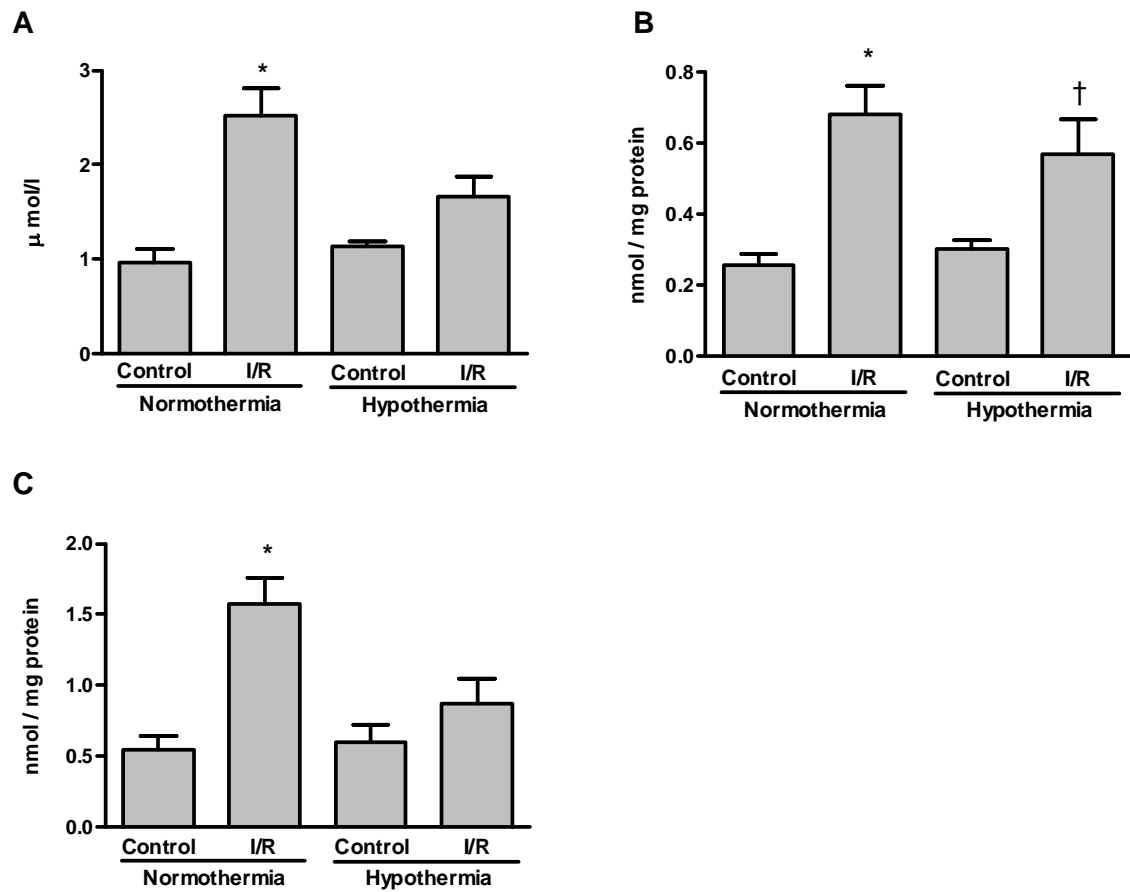 A
μ mol/l
3
2
1
0
*
Control I/R Control I/R
Normothermia Hypothermia
B
nmol / mg protein
0.8
0.6
0.4
0.2
0.0
*
†
Control I/R Control I/R
Normothermia Hypothermia
C
nmol / mg protein
2.0
1.5
1.0
0.5
0.0
*
Control I/R Control I/R
Normothermia Hypothermia